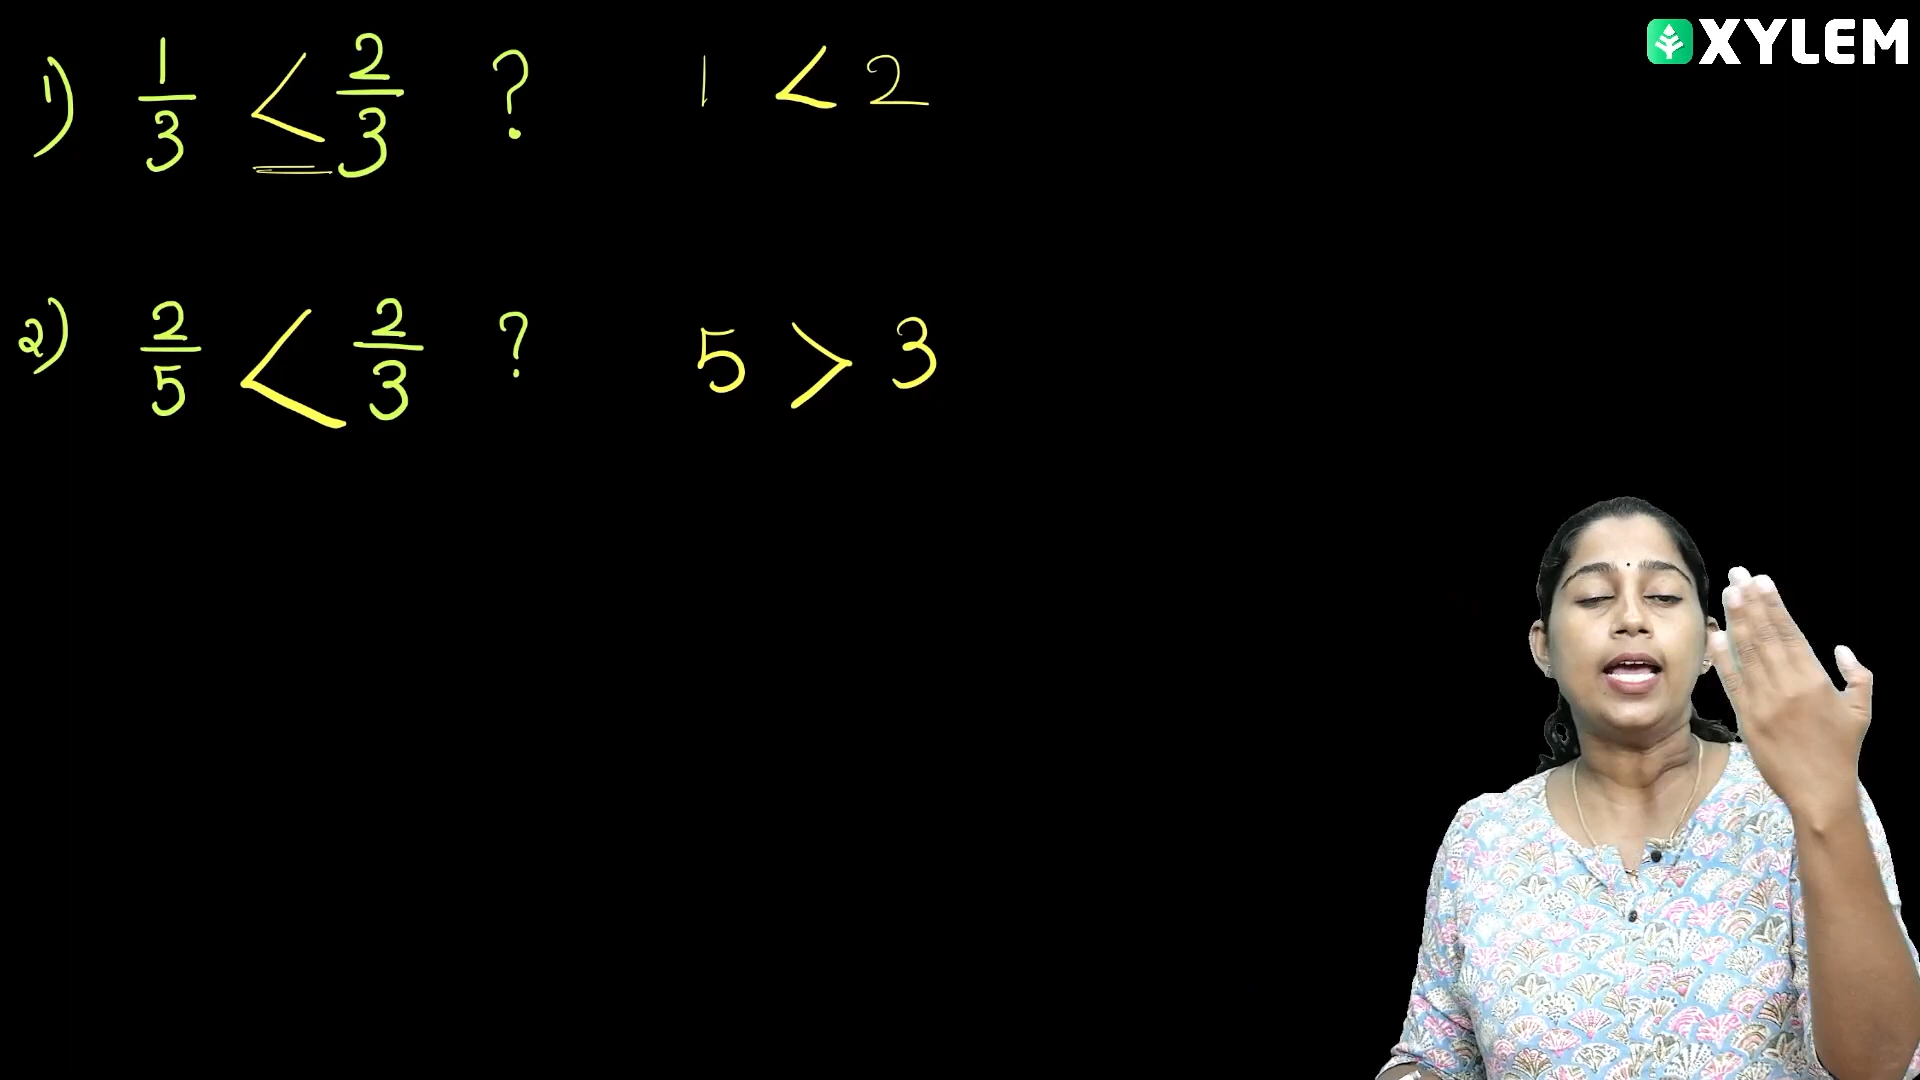 XYLEM
1) 1/3 < 2/3 ? 1 < 2
2) 2/5 < 2/3 ? 5 > 3